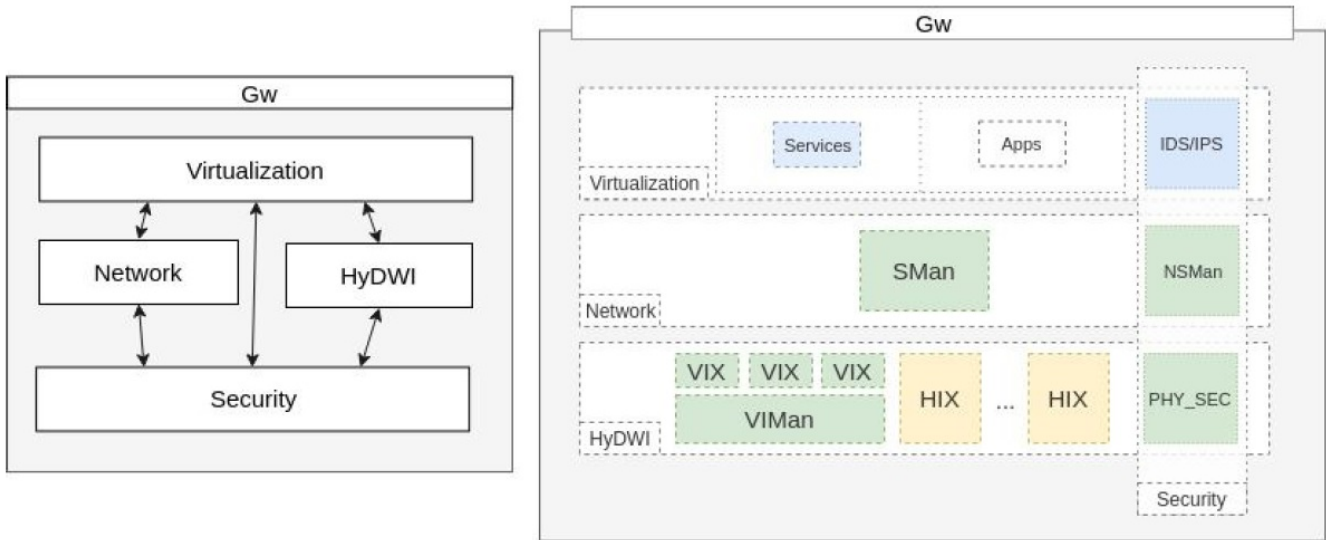 Gw
Virtualization
Network
HyDWI
Security
Gw
Services
Apps
IDS/IPS
Virtualization
SMan
NSMan
Network
VIX VIX VIX
HIX ... HIX
PHY_SEC
VIMan
HyDWI
Security